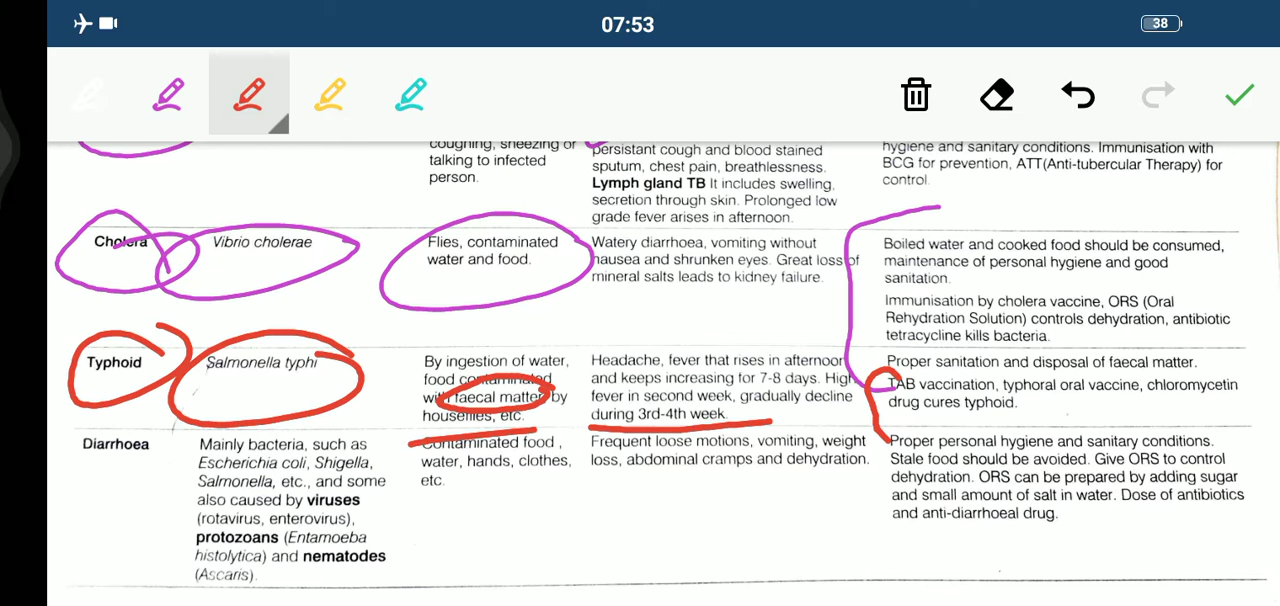 07:53
38
coughing, sneezing or
talking to infected
person.
persistant cough and blood stained
sputum, chest pain, breathlessness.
Lymph gland TB It includes swelling,
secretion through skin. Prolonged low
grade fever arises in afternoon.
hygiene and sanitary conditions. Immunisation with
BCG for prevention, ATT(Anti-tubercular Therapy) for
control.
Cholera
Vibrio cholerae
Flies, contaminated
water and food.
Watery diarrhoea, vomiting without
nausea and shrunken eyes. Great loss of
mineral salts leads to kidney failure.
Boiled water and cooked food should be consumed,
maintenance of personal hygiene and good
sanitation.
Immunisation by cholera vaccine, ORS (Oral
Rehydration Solution) controls dehydration, antibiotic
tetracycline kills bacteria.
Typhoid
Salmonella typhi
By ingestion of water,
food contaminated
with faecal matter by
houseflies, etc.
Headache, fever that rises in afternoon
and keeps increasing for 7-8 days. High
fever in second week, gradually decline
during 3rd-4th week.
Proper sanitation and disposal of faecal matter.
TAB vaccination, typhoral oral vaccine, chloromycetin
drug cures typhoid.
Diarrhoea
Mainly bacteria, such as
Escherichia coli, Shigella,
Salmonella, etc., and some
also caused by viruses
(rotavirus, enterovirus),
protozoans (Entamoeba
histolytica) and nematodes
(Ascaris).
Contaminated food ,
water, hands, clothes,
etc.
Frequent loose motions, vomiting, weight
loss, abdominal cramps and dehydration.
Proper personal hygiene and sanitary conditions.
Stale food should be avoided. Give ORS to control
dehydration. ORS can be prepared by adding sugar
and small amount of salt in water. Dose of antibiotics
and anti-diarrhoeal drug.